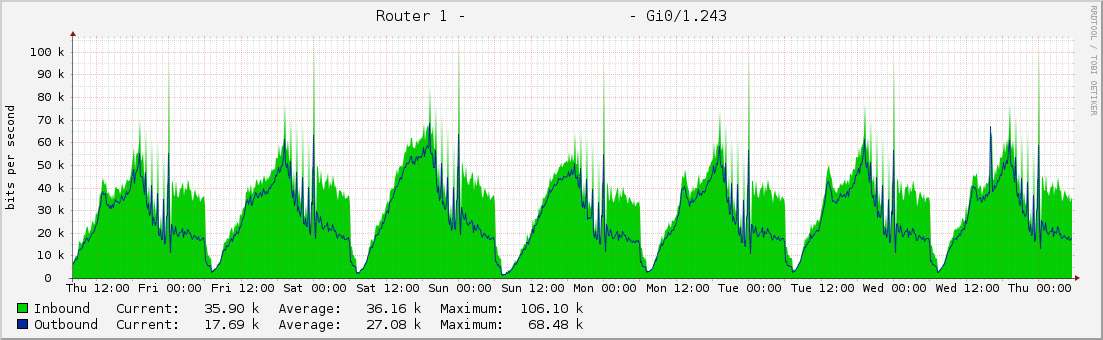 Router 1 - - Gi0/1.243
RRDTOOL / TOBI OETIKER
bits per second
100 k
90 k
80 k
70 k
60 k
50 k
40 k
30 k
20 k
10 k
0
Thu 12:00 Fri 00:00 Fri 12:00 Sat 00:00 Sat 12:00 Sun 00:00 Sun 12:00 Mon 00:00 Mon 12:00 Tue 00:00 Tue 12:00 Wed 00:00 Wed 12:00 Thu 00:00
Inbound Current: 35.90 k Average: 36.16 k Maximum: 106.10 k
Outbound Current: 17.69 k Average: 27.08 k Maximum: 68.48 k